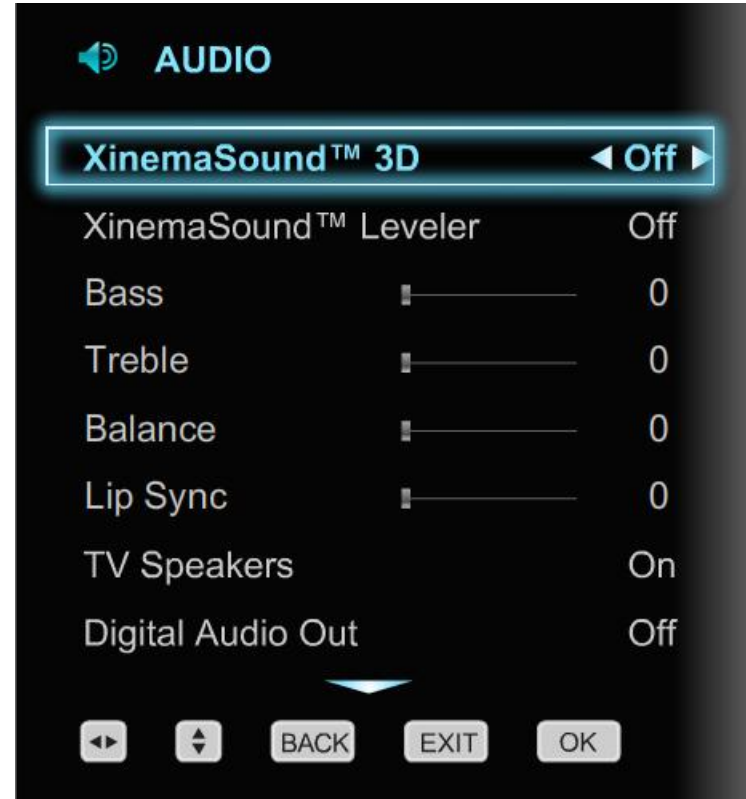 AUDIO
XinemaSound™ 3D Off
XinemaSound™ Leveler Off
Bass 0
Treble 0
Balance 0
Lip Sync 0
TV Speakers On
Digital Audio Out Off
BACK EXIT OK